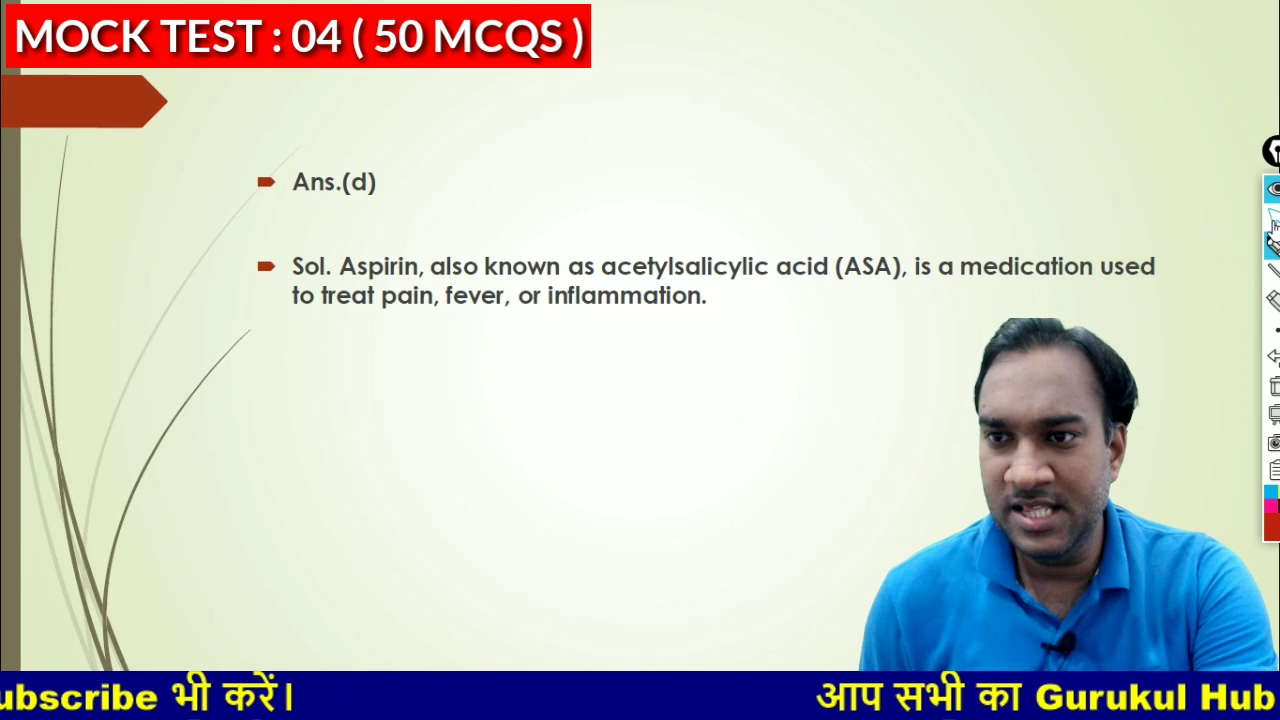 MOCK TEST : 04 ( 50 MCQS )
Ans.(d)
Sol. Aspirin, also known as acetylsalicylic acid (ASA), is a medication used
to treat pain, fever, or inflammation.
ubscribe भी करें। आप सभी का Gurukul Hub